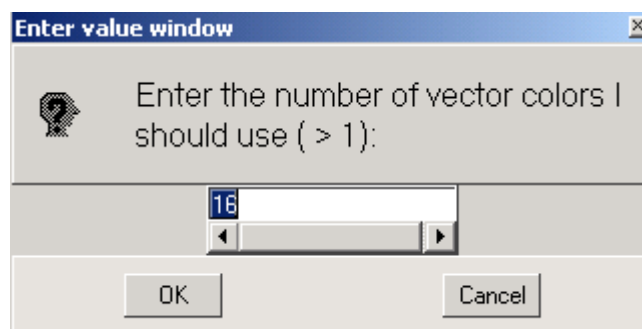 Enter value window
Enter the number of vector colors I
should use ( > 1):
16
OK
Cancel